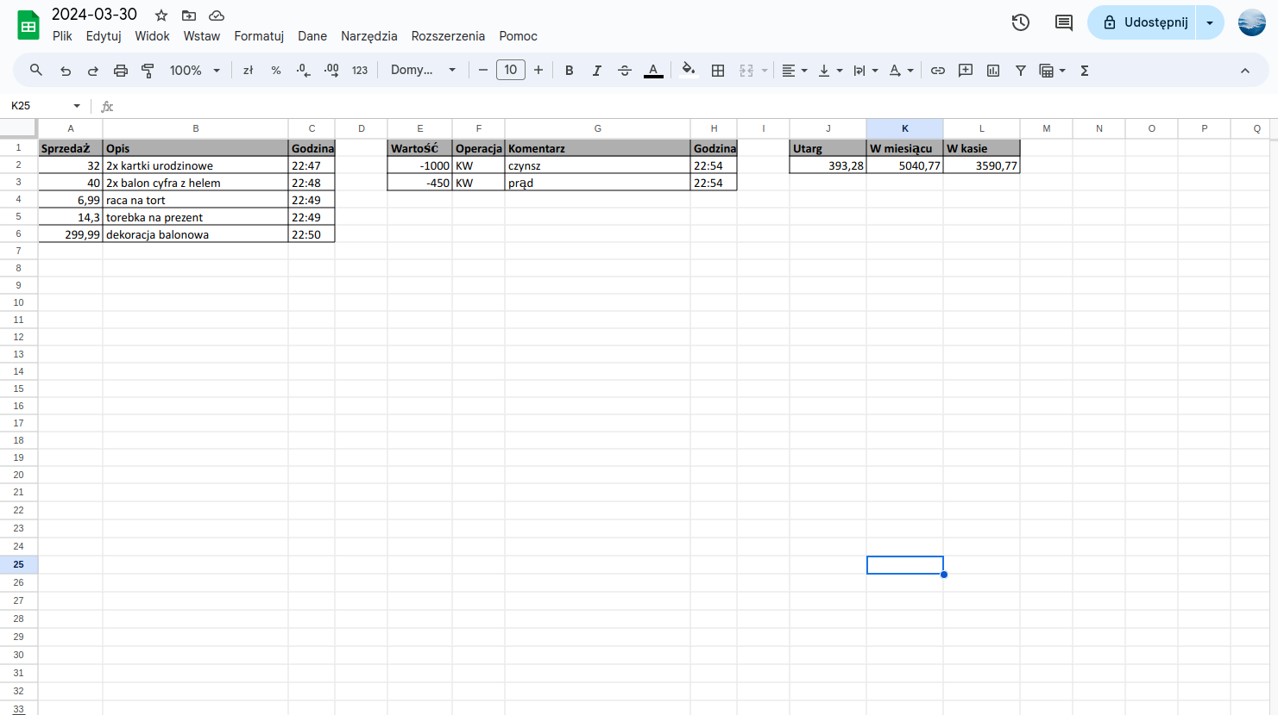 2024-03-30
Plik Edytuj Widok Wstaw Formatuj Dane Narzędzia Rozszerzenia Pomoc
Udostępnij
100% zł % .0 .00 123 Domy... 10 B I S A Σ
K25 fx
A B C D E F G H I J K L M N O P Q
1 Sprzedaż Opis Godzina Wartość Operacja Komentarz Godzina Utarg W miesiącu W kasie
2 32 2x kartki urodzinowe 22:47 -1000 KW czynsz 22:54 393,28 5040,77 3590,77
3 40 2x balon cyfra z helem 22:48 -450 KW prąd 22:54
4 6,99 raca na tort 22:49
5 14,3 torebka na prezent 22:49
6 299,99 dekoracja balonowa 22:50
7
8
9
10
11
12
13
14
15
16
17
18
19
20
21
22
23
24
25
26
27
28
29
30
31
32
33